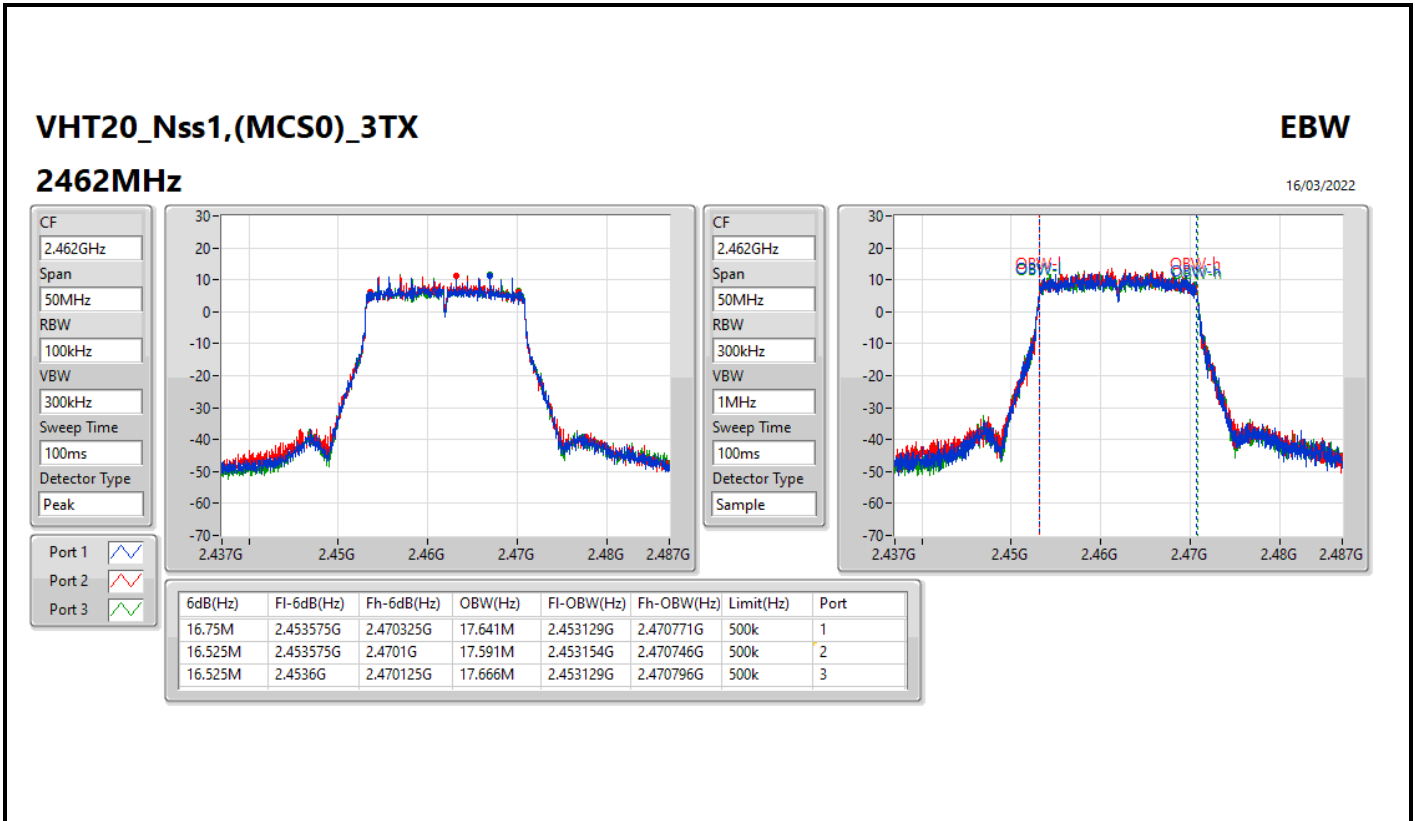 VHT20_Nss1,(MCS0)_3TX
EBW
2462MHz
16/03/2022
CF
2.462GHz
Span
50MHz
RBW
100kHz
VBW
300kHz
Sweep Time
100ms
Detector Type
Peak
30
20
10
0
-10
-20
-30
-40
-50
-60
-70
2.437G 2.45G 2.46G 2.47G 2.48G 2.487G
CF
2.462GHz
Span
50MHz
RBW
300kHz
VBW
1MHz
Sweep Time
100ms
Detector Type
Sample
30
20
10
0
-10
-20
-30
-40
-50
-60
-70
OBW-l OBW-h
OBW-l OBW-h
2.437G 2.45G 2.46G 2.47G 2.48G 2.487G
Port 1
Port 2
Port 3
6dB(Hz) Fl-6dB(Hz) Fh-6dB(Hz) OBW(Hz) Fl-OBW(Hz) Fh-OBW(Hz) Limit(Hz) Port
16.75M 2.453575G 2.470325G 17.641M 2.453129G 2.470771G 500k 1
16.525M 2.453575G 2.4701G 17.591M 2.453154G 2.470746G 500k 2
16.525M 2.4536G 2.470125G 17.666M 2.453129G 2.470796G 500k 3